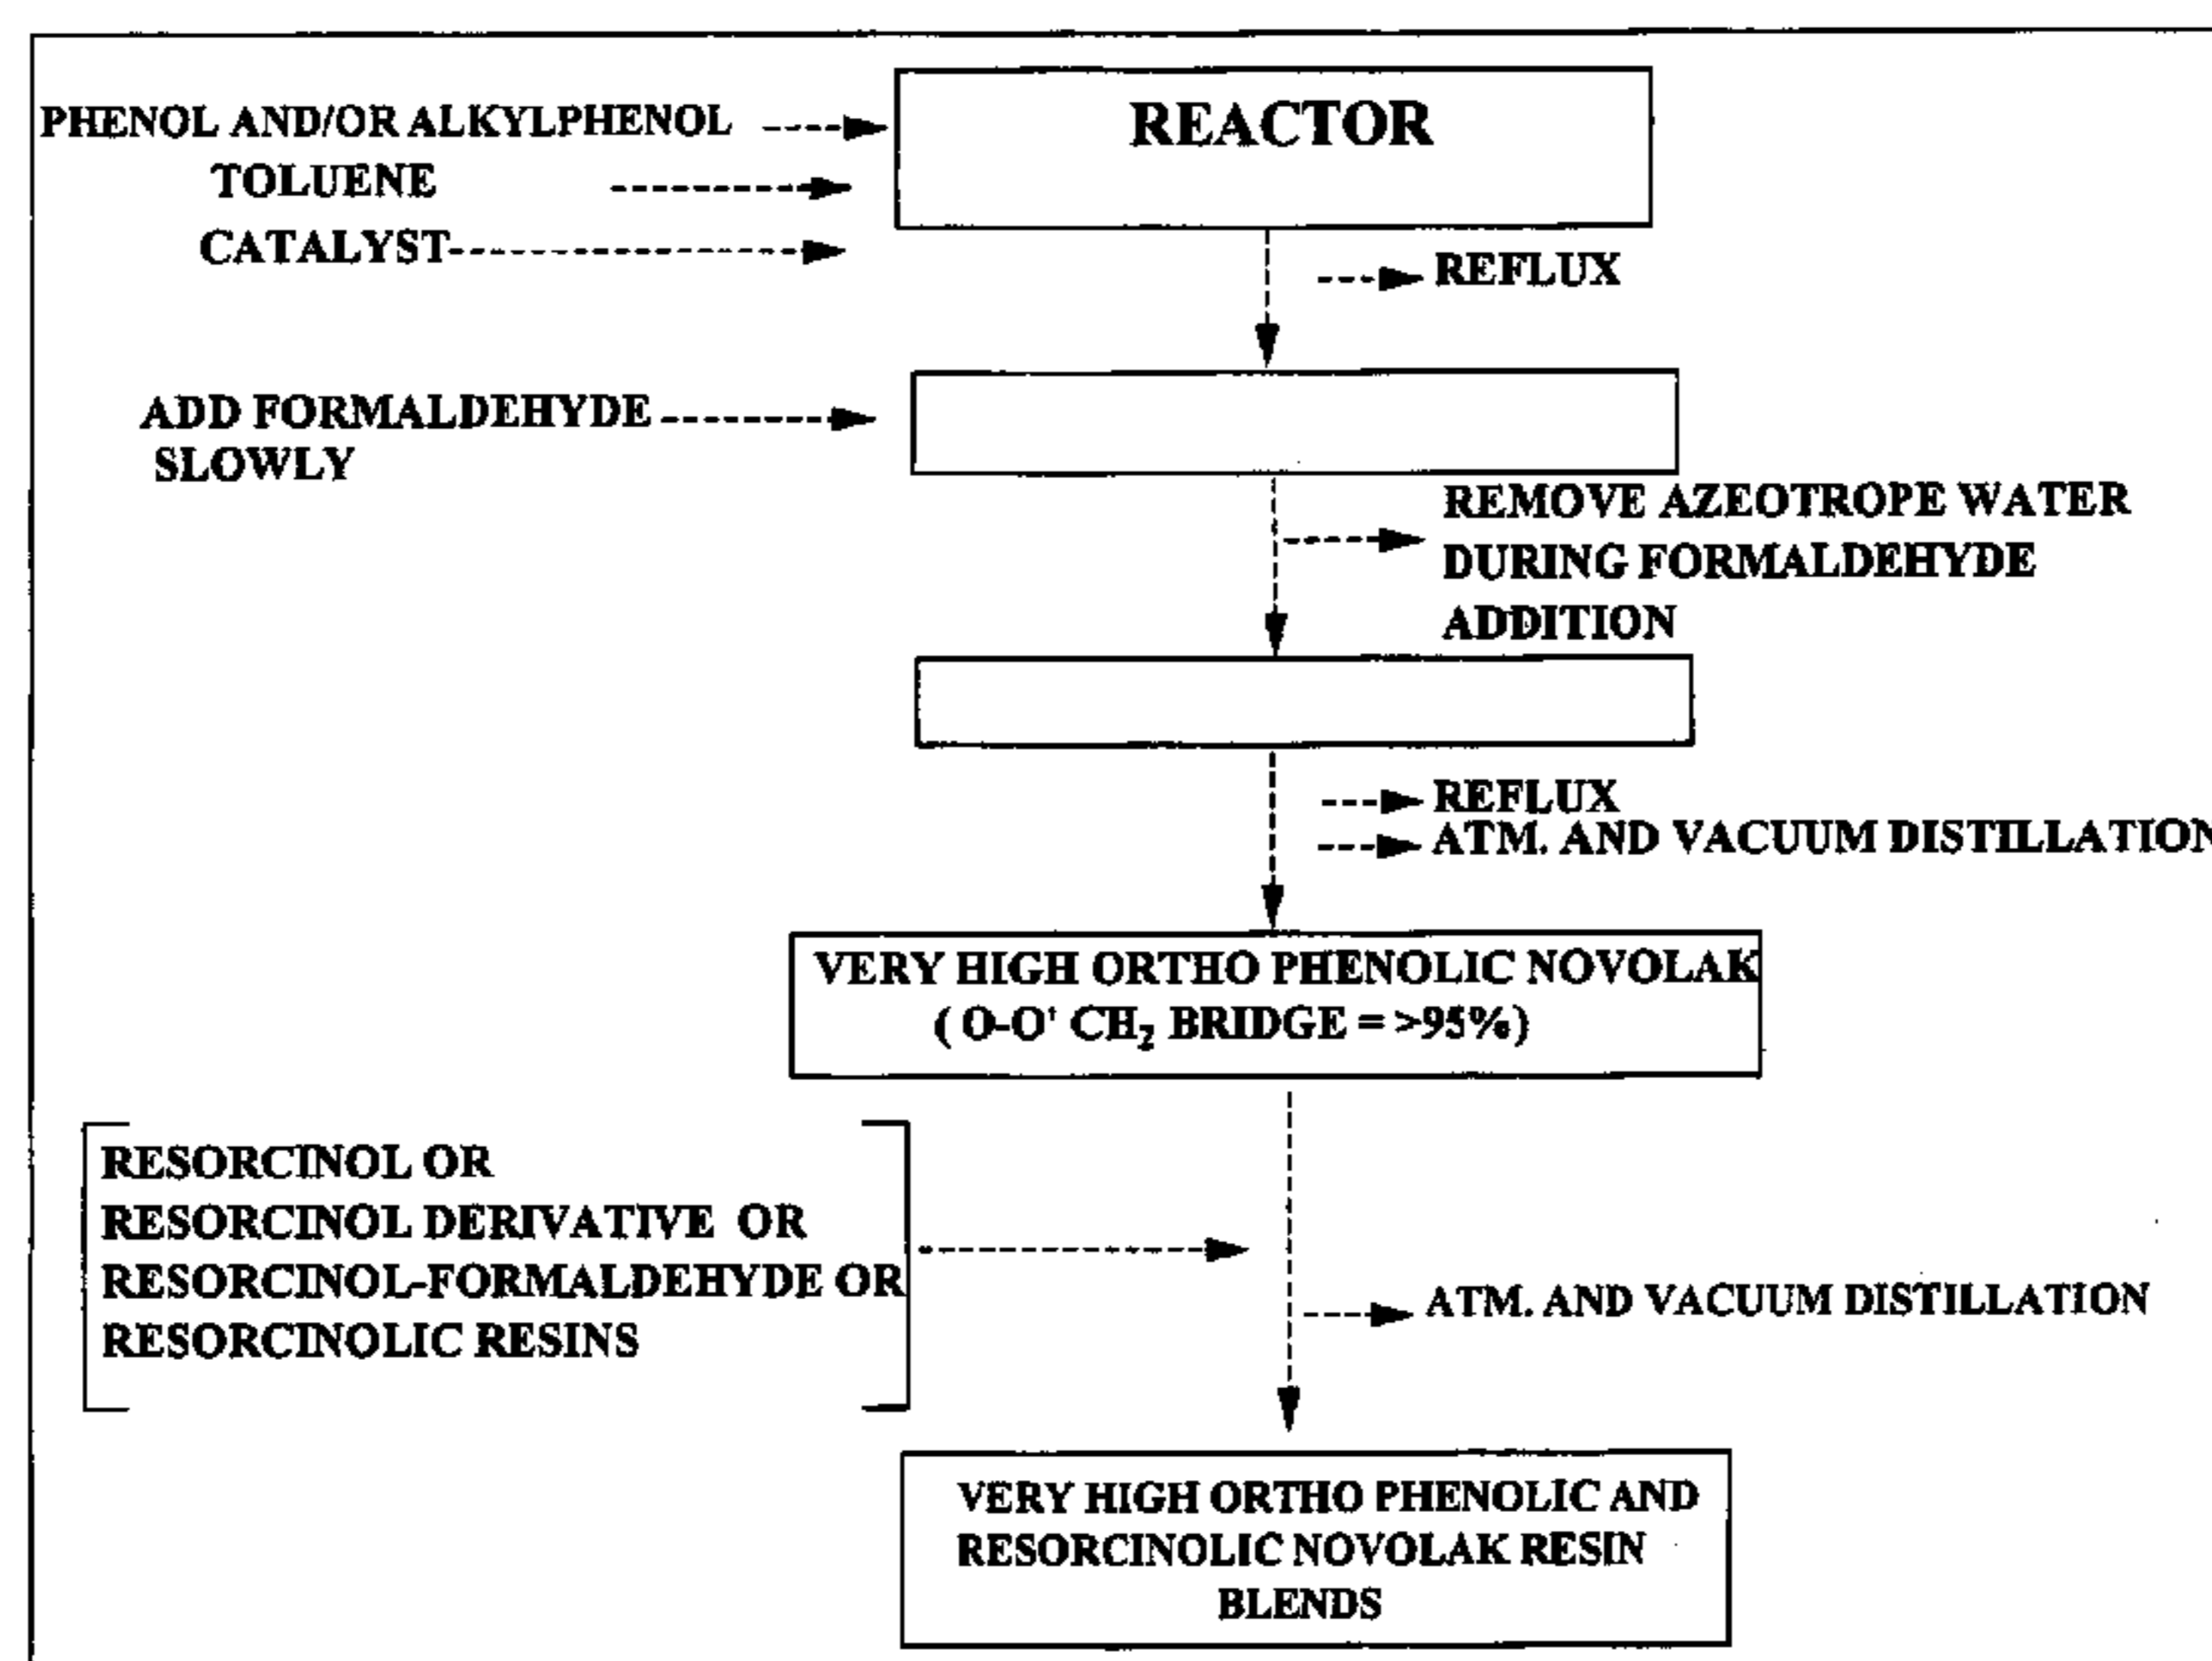 REACTOR
PHENOL AND/OR ALKYLPHENOL
TOLUENE
CATALYST
REFLUX
ADD FORMALDEHYDE
SLOWLY
REMOVE AZEOTROPE WATER
DURING FORMALDEHYDE
ADDITION
REFLUX
ATM. AND VACUUM DISTILLATION
VERY HIGH ORTHO PHENOLIC NOVOLAK
( O-O' CH₂ BRIDGE = >95%)
RESORCINOL OR
RESORCINOL DERIVATIVE OR
RESORCINOL-FORMALDEHYDE OR
RESORCINOLIC RESINS
ATM. AND VACUUM DISTILLATION
VERY HIGH ORTHO PHENOLIC AND
RESORCINOLIC NOVOLAK RESIN
BLENDS